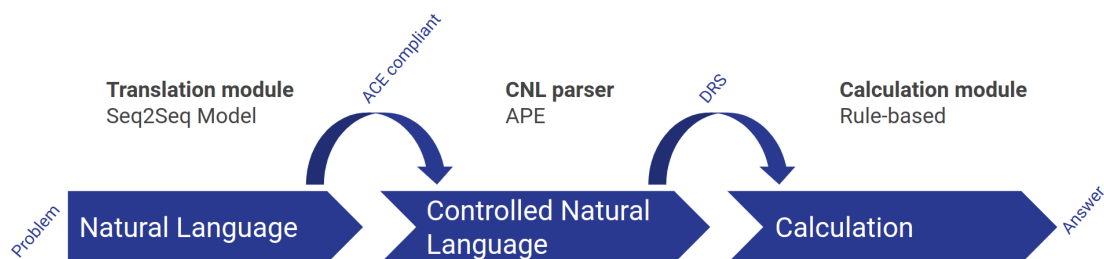 Translation module
Seq2Seq Model
ACE compliant
CNL parser
APE
DRS
Calculation module
Rule-based
Problem
Natural Language
Controlled Natural
Language
Calculation
Answer